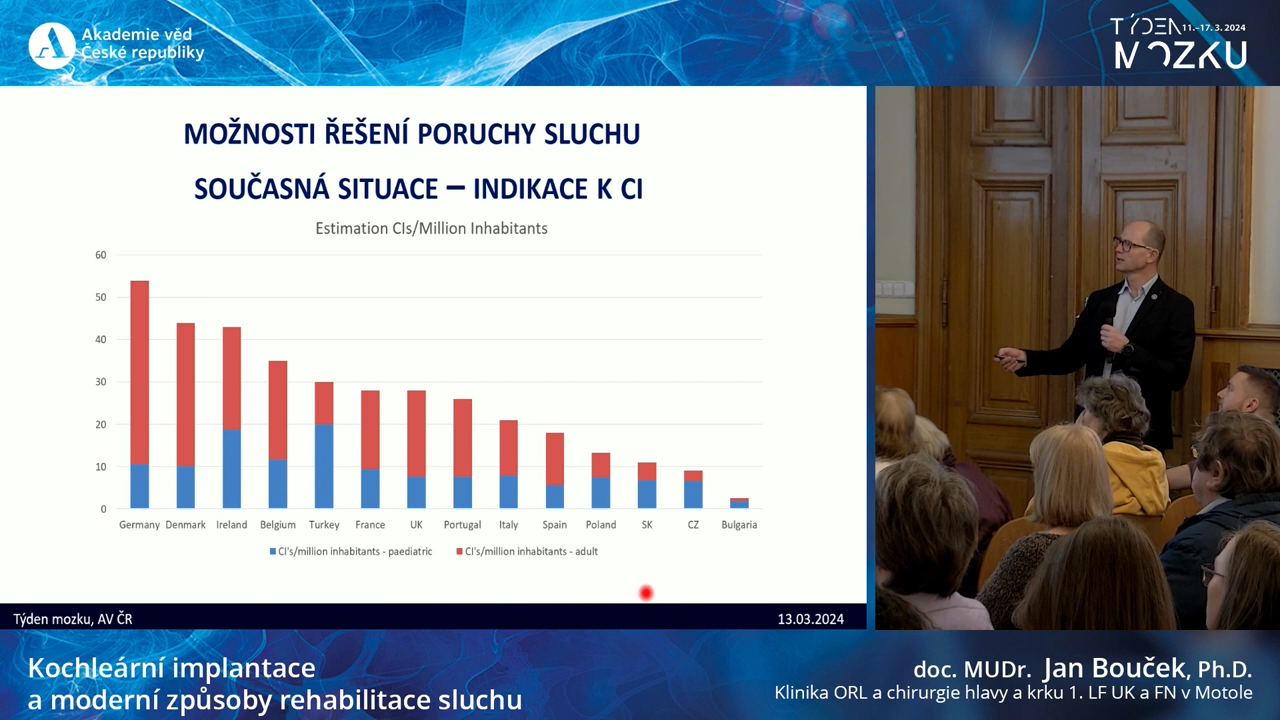 Akademie věd
České republiky
TÝDEN 11.–17. 3. 2024
MOZKU
MOŽNOSTI ŘEŠENÍ PORUCHY SLUCHU
SOUČASNÁ SITUACE – INDIKACE K CI
Estimation CIs/Million Inhabitants
60
50
40
30
20
10
0
Germany Denmark Ireland Belgium Turkey France UK Portugal Italy Spain Poland SK CZ Bulgaria
CI's/million inhabitants - paediatric CI's/million inhabitants - adult
Týden mozku, AV ČR 13.03.2024
Kochleární implantace
a moderní způsoby rehabilitace sluchu
doc. MUDr. Jan Bouček, Ph.D.
Klinika ORL a chirurgie hlavy a krku 1. LF UK a FN v Motole